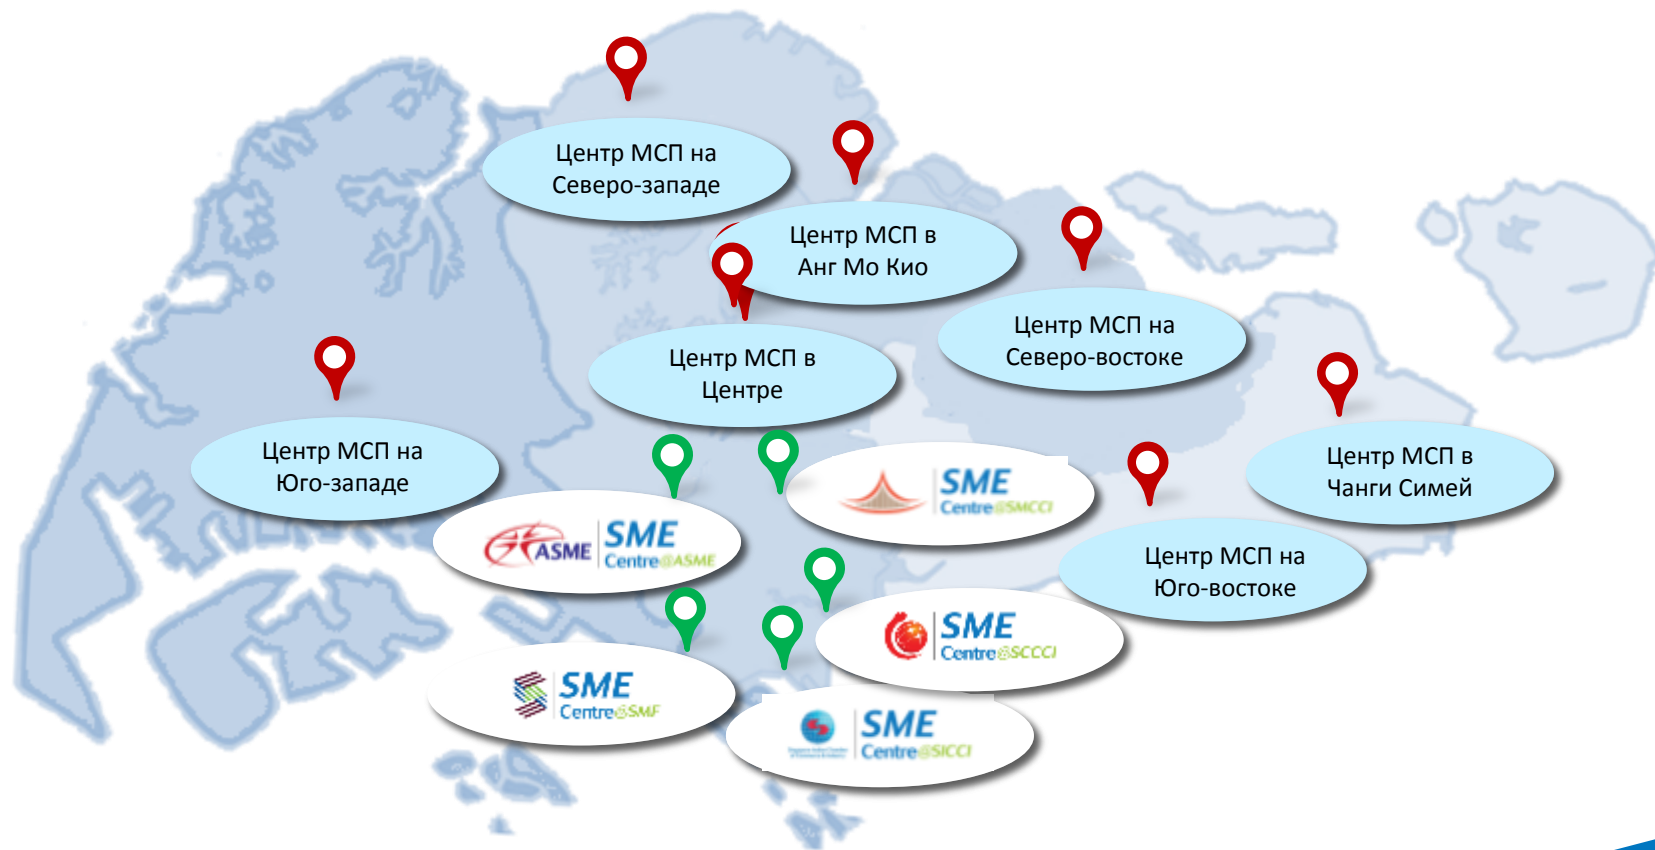 Центр МСП на
Северо-западе
Центр МСП в
Анг Мо Кио
Центр МСП на
Северо-востоке
Центр МСП в
Центре
Центр МСП на
Юго-западе
Центр МСП в
Чанги Симей
Центр МСП на
Юго-востоке
SME
Centre@SMCCI
ASME
SME
Centre@ASME
SME
Centre@SCCCI
SME
Centre@SMF
SME
Centre@SICCI